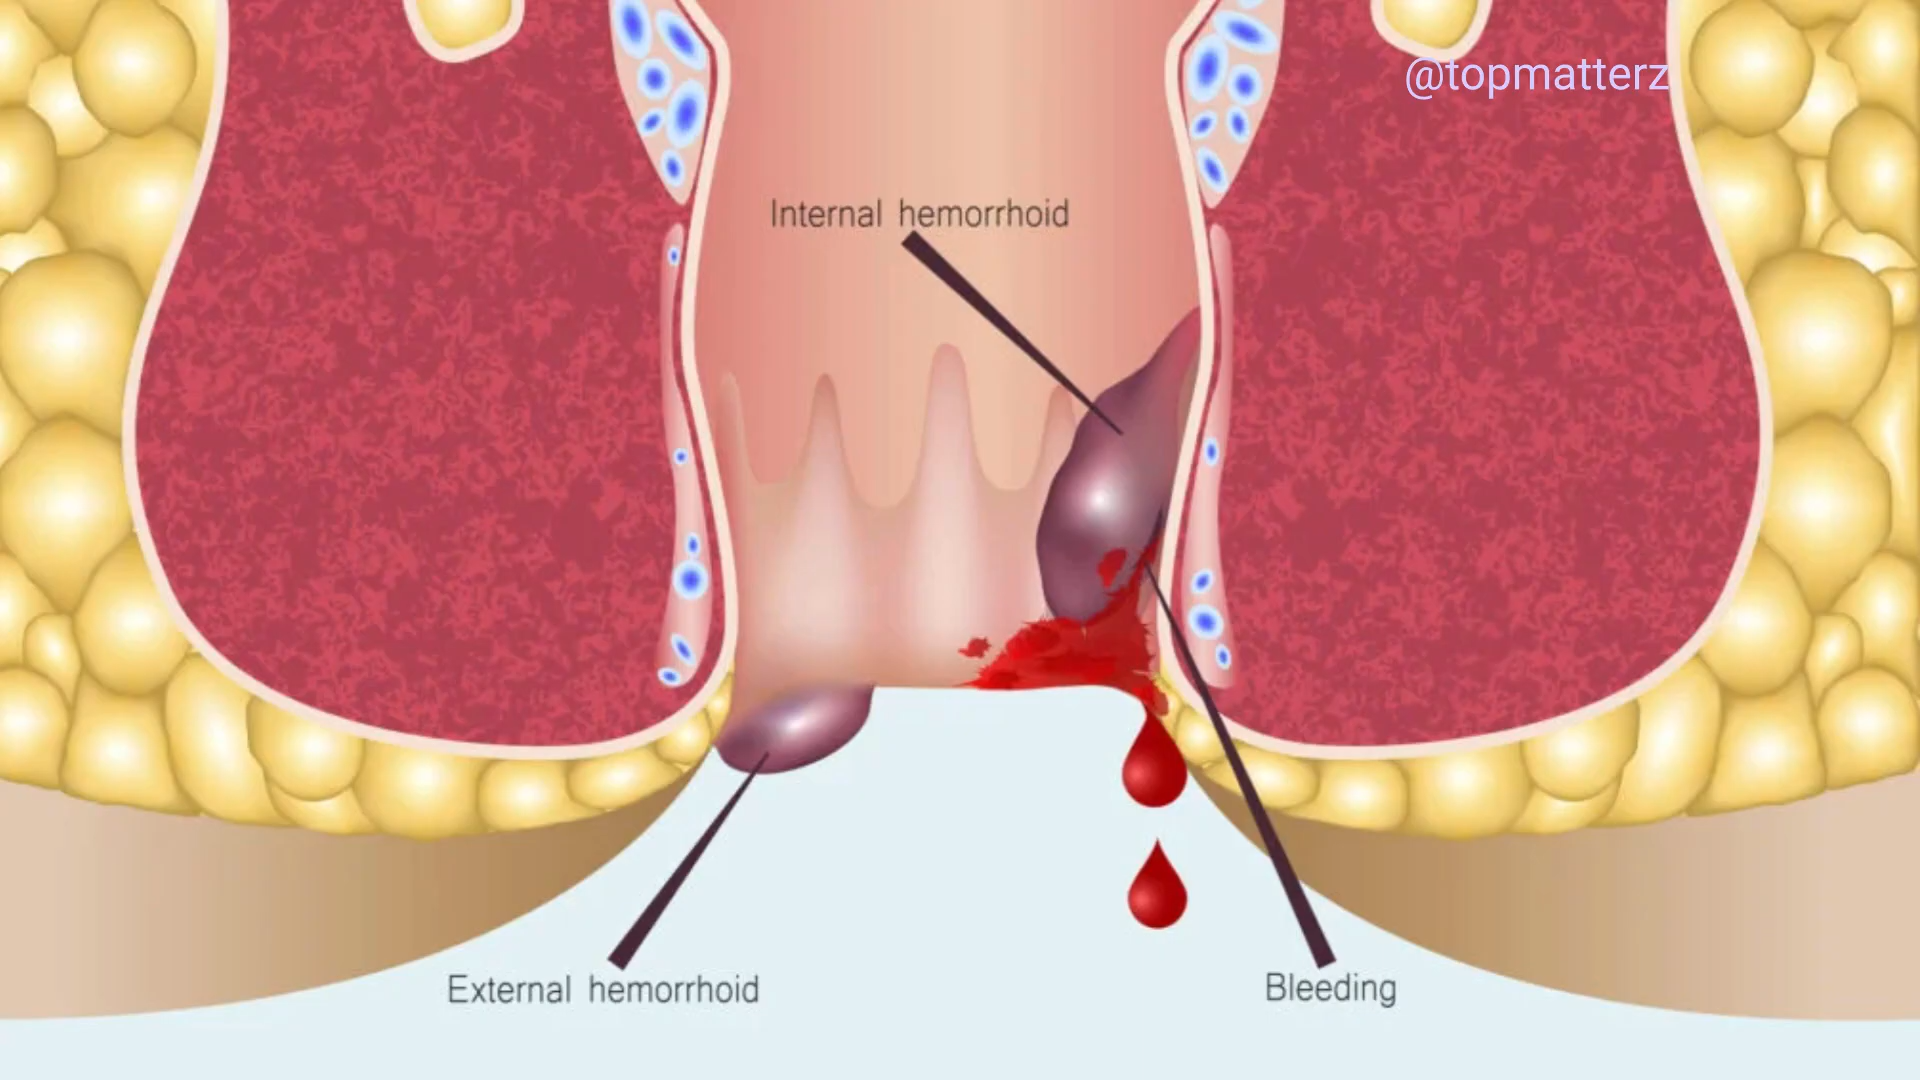 @topmatterz
Internal hemorrhoid
External hemorrhoid
Bleeding